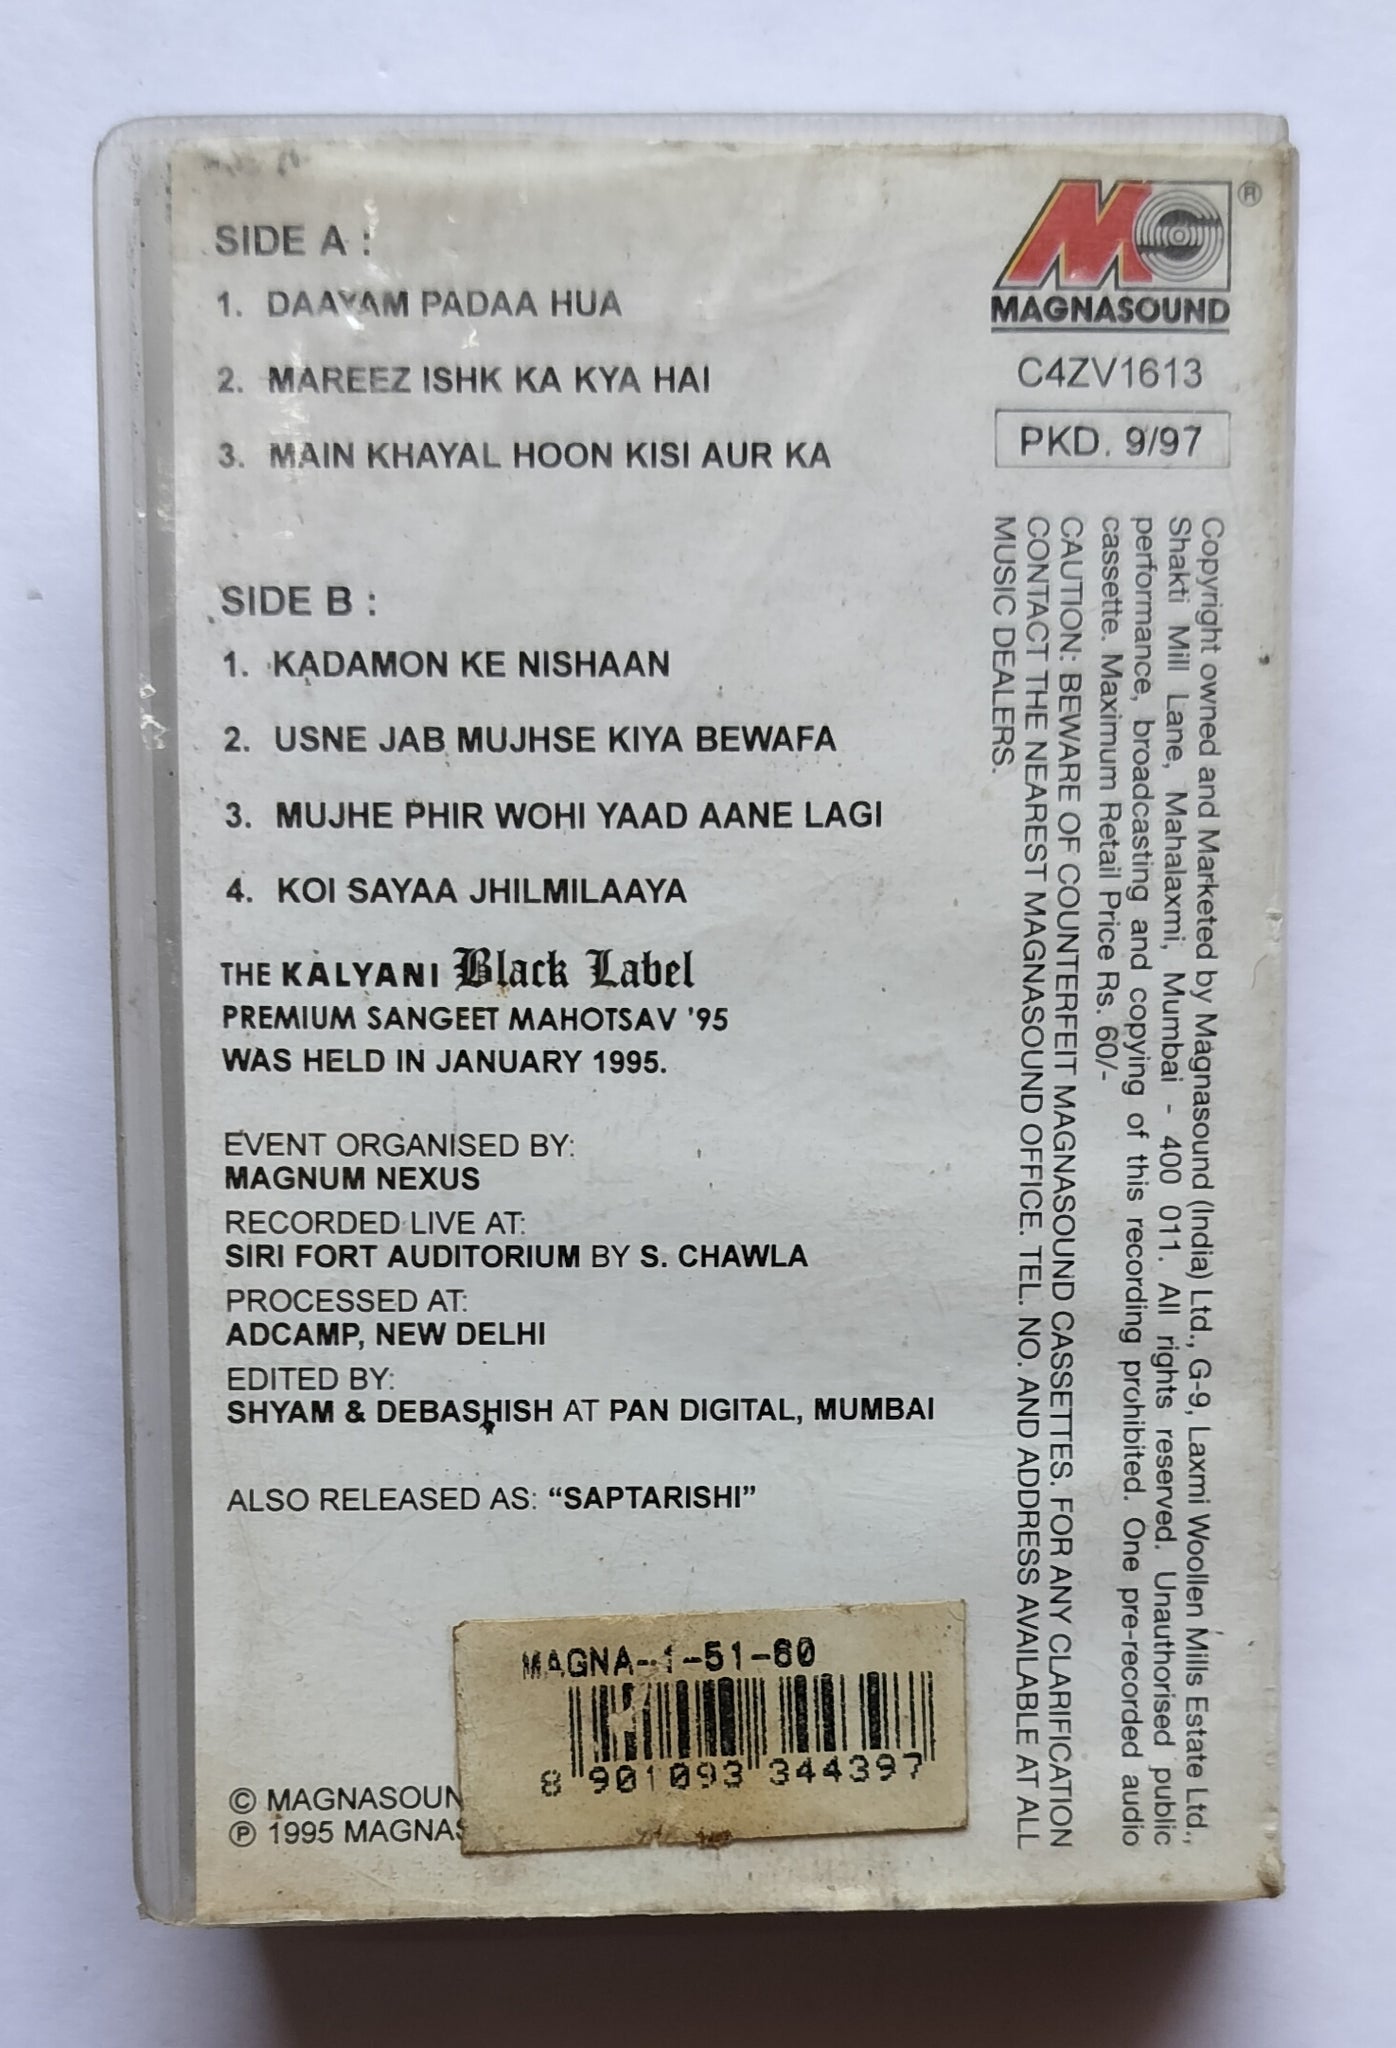 SIDE A :
1. DAAYAM PADAA HUA
2. MAREEZ ISHK KA KYA HAI
3. MAIN KHAYAL HOON KISI AUR KA
SIDE B :
1. KADAMON KE NISHAAN
2. USNE JAB MUJHSE KIYA BEWAFA
3. MUJHE PHIR WOHI YAAD AANE LAGI
4. KOI SAYAA JHILMILAAYA
THE KALYANI Black Label
PREMIUM SANGEET MAHOTSAV '95
WAS HELD IN JANUARY 1995.
EVENT ORGANISED BY:
MAGNUM NEXUS
RECORDED LIVE AT:
SIRI FORT AUDITORIUM BY S. CHAWLA
PROCESSED AT:
ADCAMP, NEW DELHI
EDITED BY:
SHYAM & DEBASHISH AT PAN DIGITAL, MUMBAI
ALSO RELEASED AS: “SAPTARISHI”
MAGNA-1-51-60
8 901093 344397
© MAGNASOUN
℗ 1995 MAGNAS
M ®
MAGNASOUND
C4ZV1613
PKD. 9/97
Copyright owned and Marketed by Magnasound (India) Ltd., G-9, Laxmi Woollen Mills Estate Ltd.,
Shakti Mill Lane, Mahalaxmi, Mumbai - 400 011. All rights reserved. Unauthorised public
performance, broadcasting and copying of this recording prohibited. One pre-recorded audio
cassette. Maximum Retail Price Rs. 60/-
CAUTION: BEWARE OF COUNTERFEIT MAGNASOUND CASSETTES. FOR ANY CLARIFICATION
CONTACT THE NEAREST MAGNASOUND OFFICE. TEL. NO. AND ADDRESS AVAILABLE AT ALL
MUSIC DEALERS.